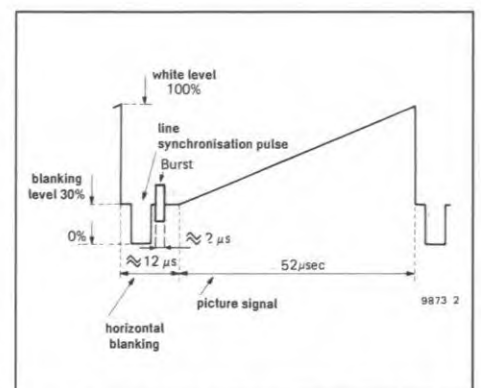 white level
100%
line
synchronisation pulse
Burst
blanking
level 30%
0%
≈ ? μs
≈ 12 μs
52μsec
picture signal
9873 2
horizontal
blanking